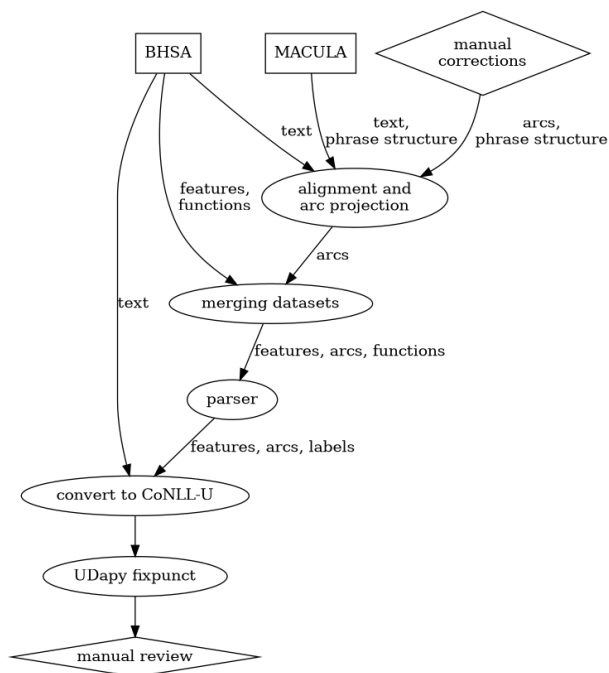 BHSA
MACULA
manual
corrections
text
text,
phrase structure
arcs,
phrase structure
features,
functions
alignment and
arc projection
arcs
text
merging datasets
features, arcs, functions
parser
features, arcs, labels
convert to CoNLL-U
UDapy fixpunct
manual review